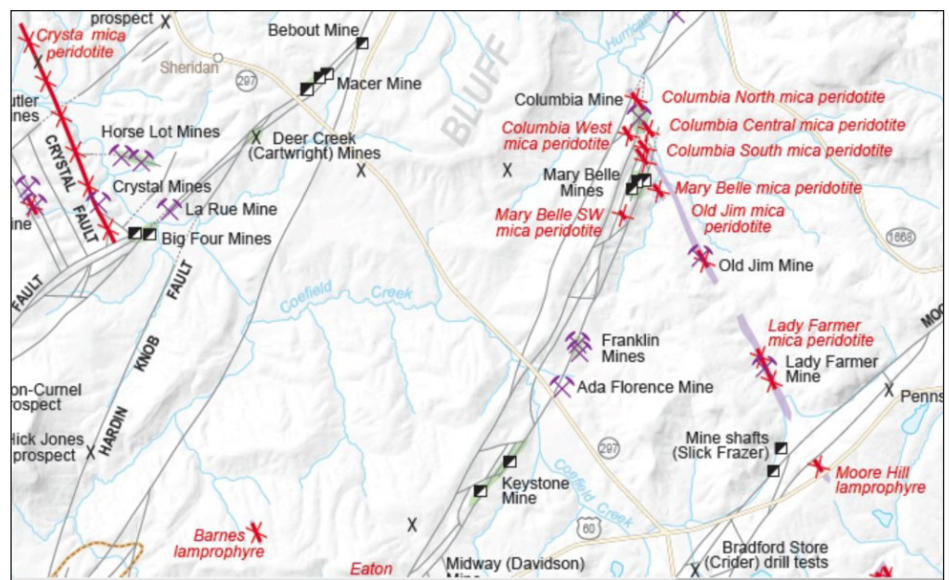 prospect
Crysta mica
peridotite
Sheridan
297
Bebout Mine
Macer Mine
BLUFF
Hurricane
Columbia Mine
Columbia North mica peridotite
Columbia West
mica peridotite
Columbia Central mica peridotite
Columbia South mica peridotite
utler
ines
Horse Lot Mines
Deer Creek
(Cartwright) Mines
CRYSTAL
FAULT
Crystal Mines
La Rue Mine
Mary Belle
Mines
Mary Belle mica peridotite
Mary Belle SW
mica peridotite
Old Jim mica
peridotite
ine
Big Four Mines
1668
Old Jim Mine
FAULT
FAULT
KNOB
HARDIN
Coefield Creek
Franklin
Mines
Ada Florence Mine
Lady Farmer
mica peridotite
Lady Farmer
Mine
MOO
Penns
on-Curnel
rospect
ick Jones
prospect
297
Mine shafts
(Slick Frazer)
Moore Hill
lamprophyre
Keystone
Mine
Coefield Creek
60
Barnes
lamprophyre
Eaton
Midway (Davidson)
Bradford Store
(Crider) drill tests